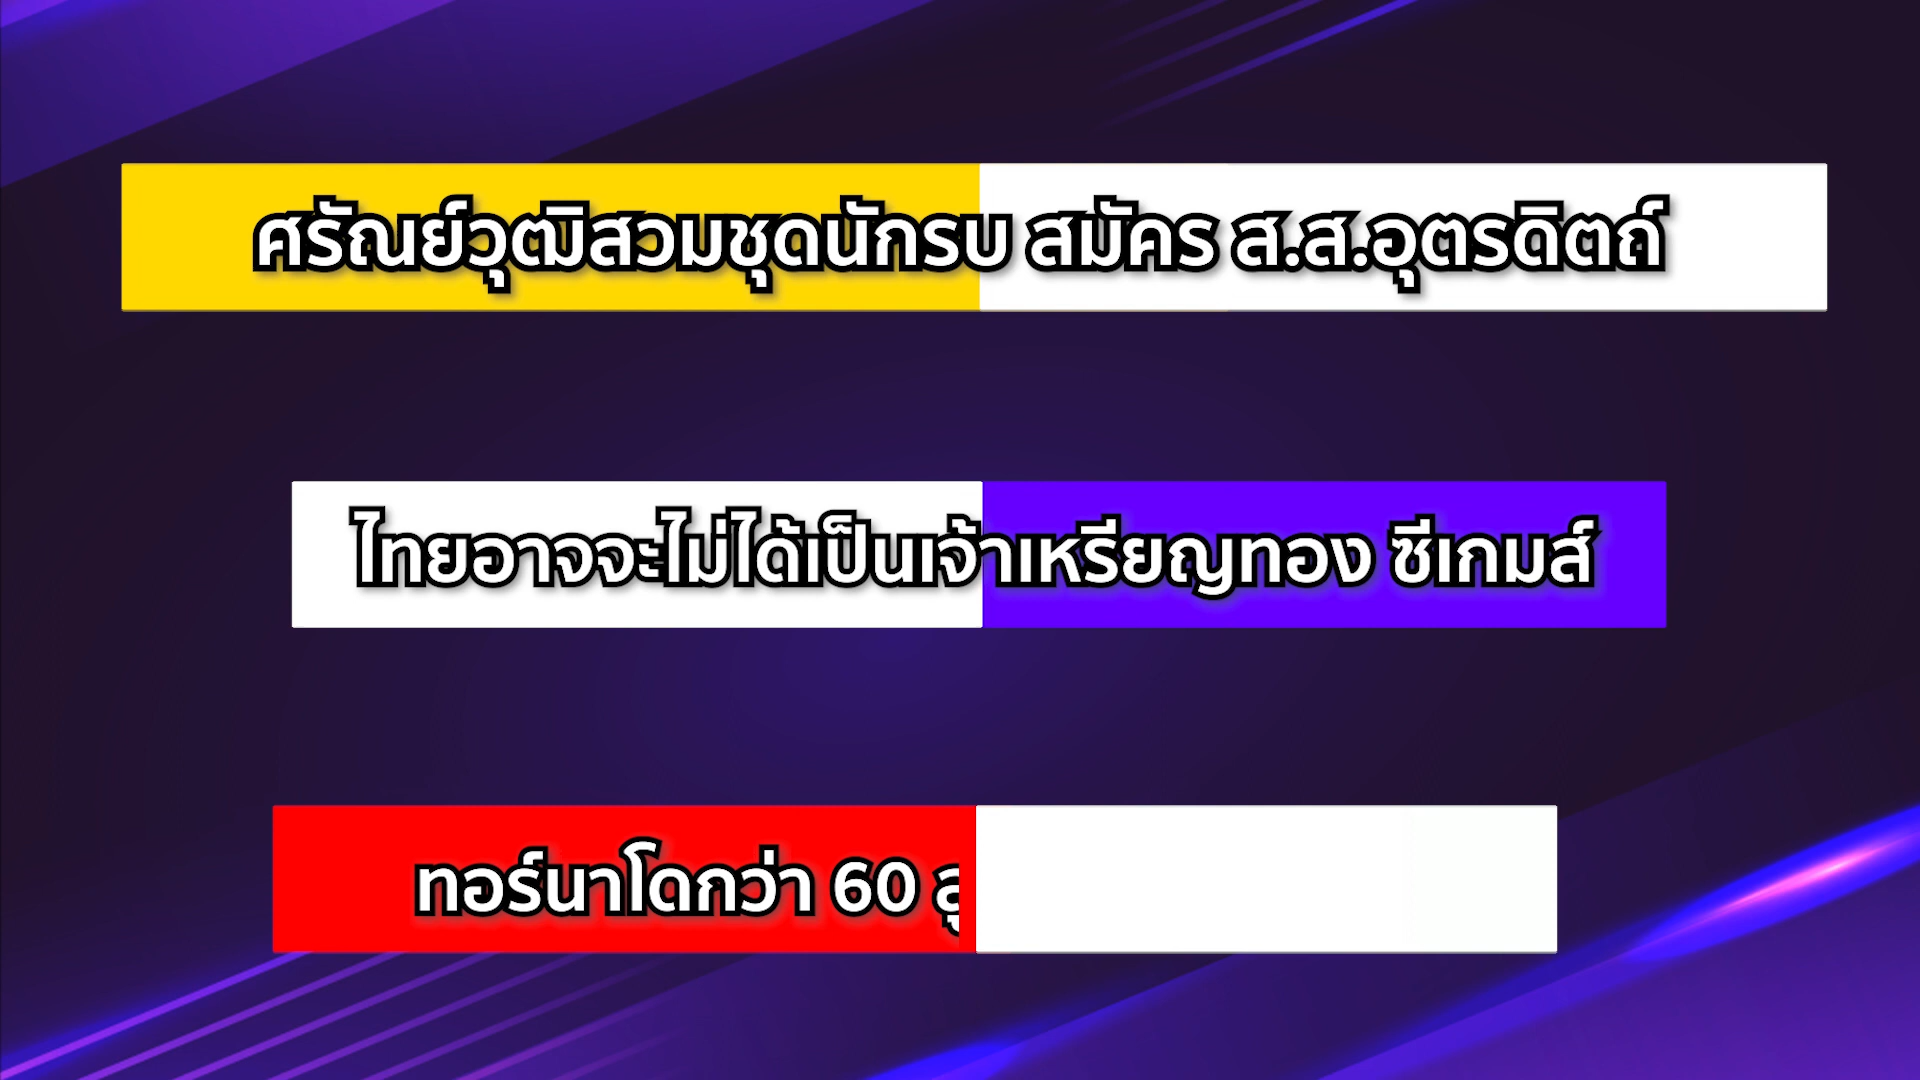 ศรัณย์วุฒิสวมชุดนักรบ สมัคร ส.ส.อุตรดิตถ์
ไทยอาจจะไม่ได้เป็นเจ้าเหรียญทอง ซีเกมส์
ทอร์นาโดกว่า 60